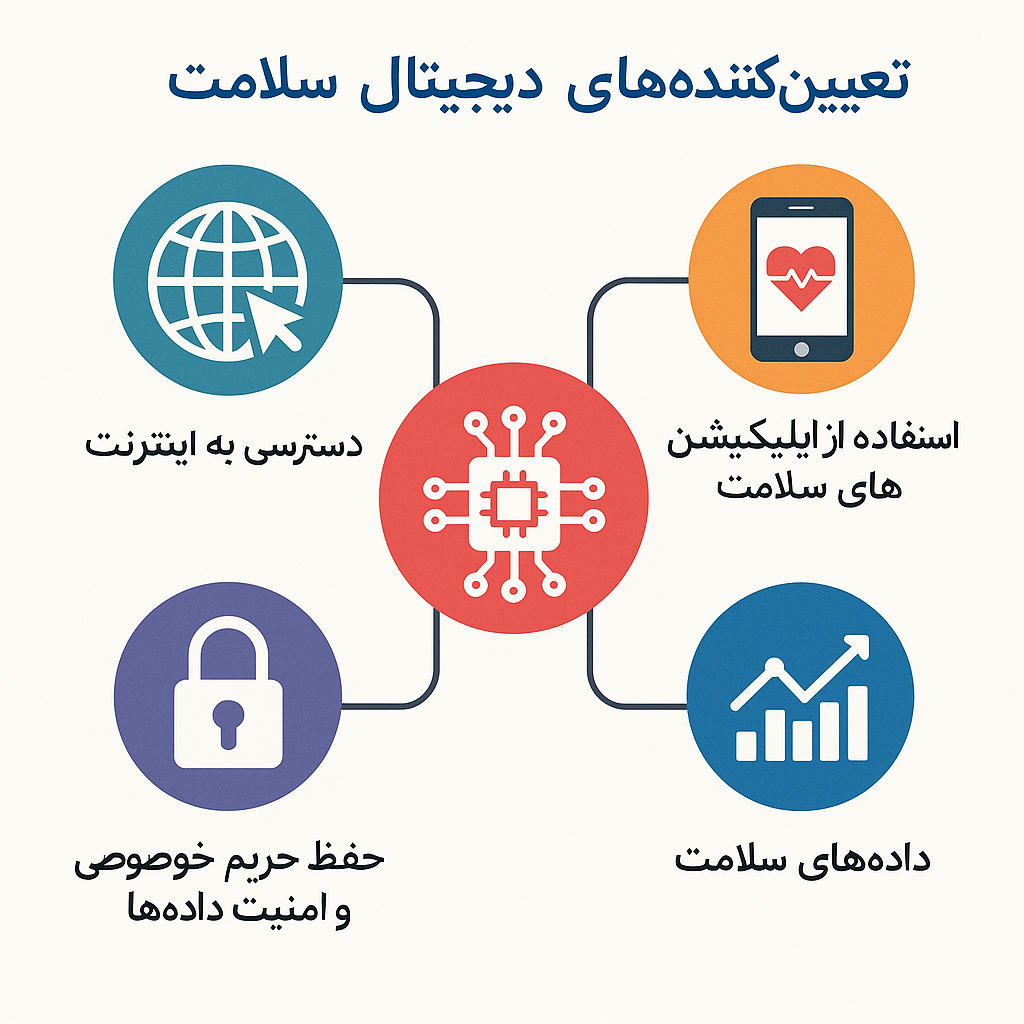 تعیین‌کننده‌های دیجیتال سلامت
استفاده از اپلیکیشن
های سلامت
دسترسی به اینترنت
داده‌های سلامت
حفظ حریم خوصوصی
و امنیت داده‌ها